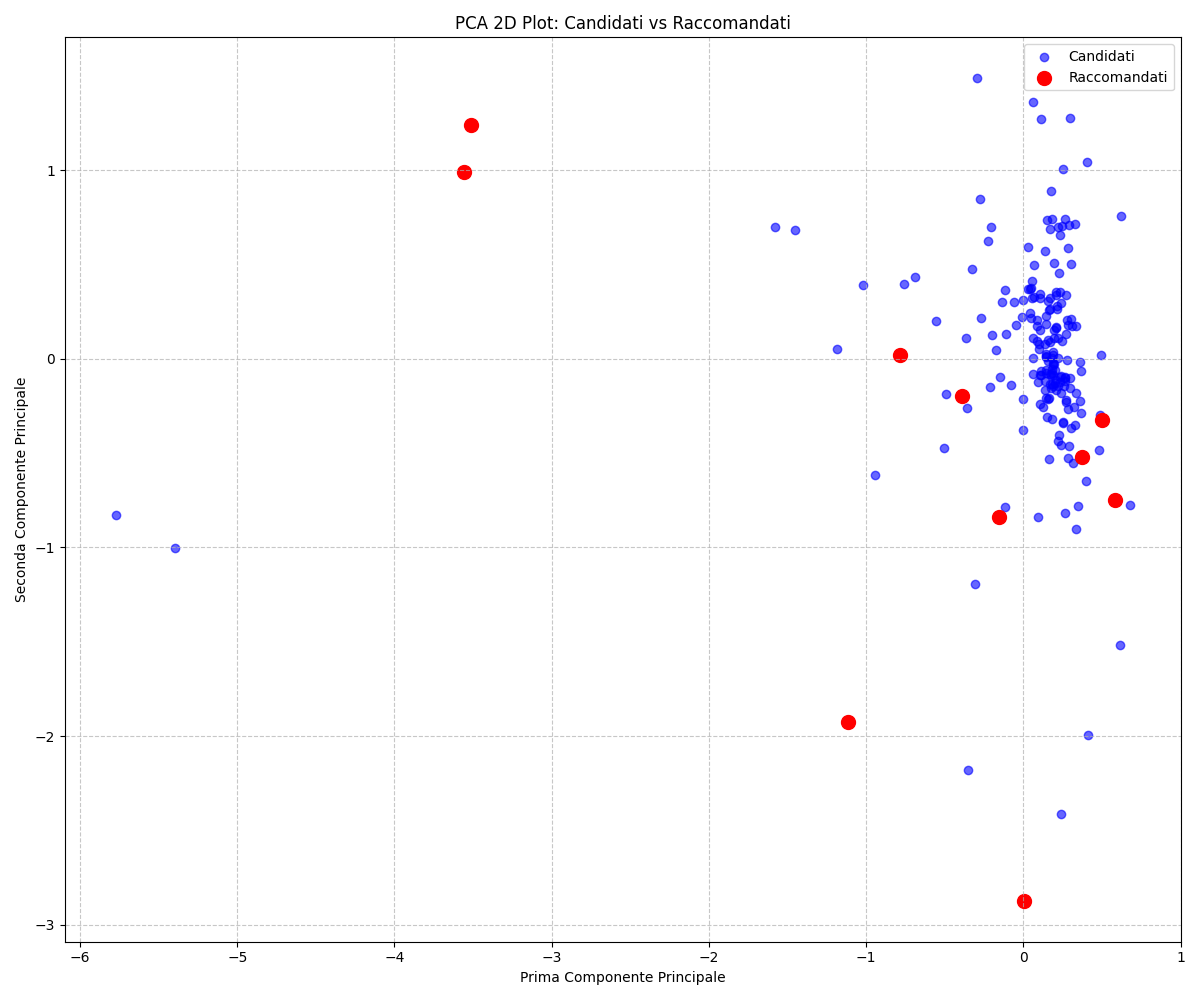 PCA 2D Plot: Candidati vs Raccomandati
Candidati
Raccomandati
Seconda Componente Principale
1
0
−1
−2
−3
−6
−5
−4
−3
−2
−1
0
1
Prima Componente Principale